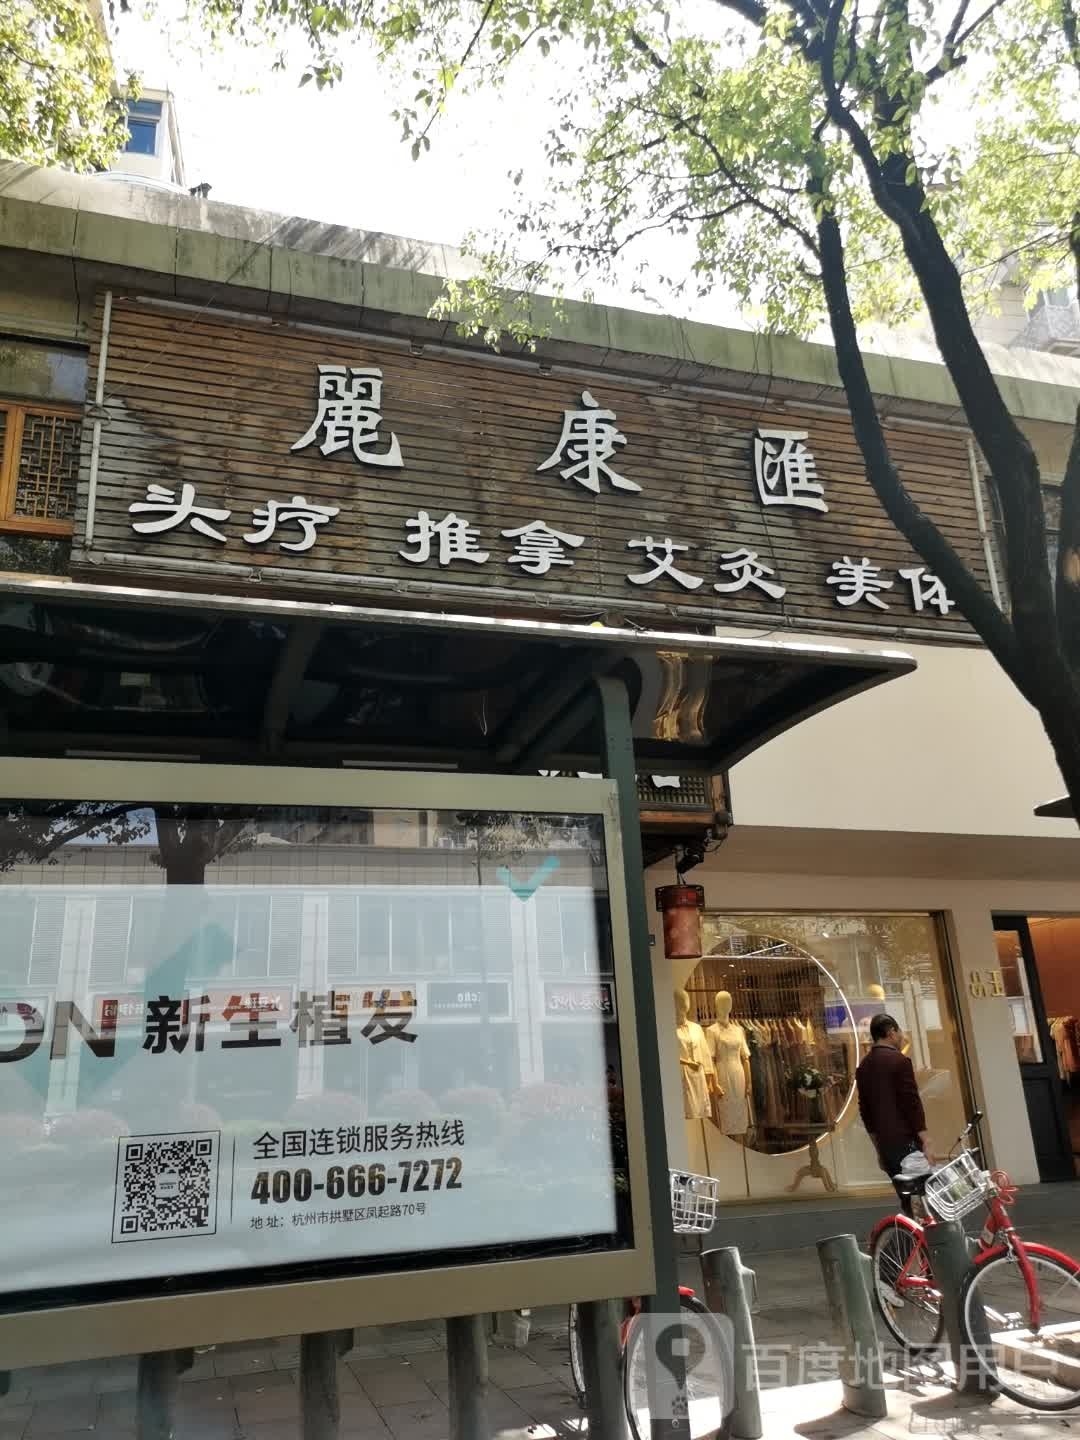 麗康匯
头疗 推拿 艾灸 美体
ON 新生植发
全国连锁服务热线
400-666-7272
地址：杭州市拱墅区凤起路70号
百度地图用户